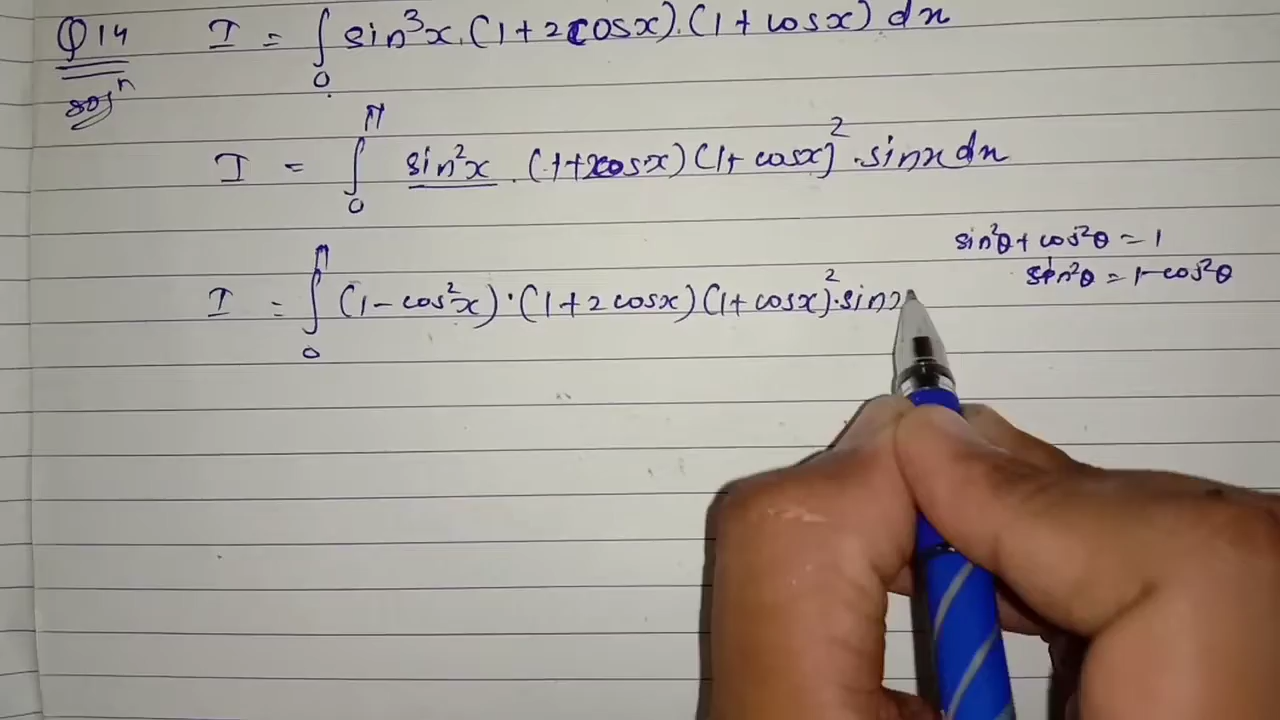 Q14 I = ∫₀ sin³x.(1+2cosx).(1+cosx) dx
solⁿ
I = ∫₀^π sin²x .(1+2cosx)(1+cosx)².sinx dx
sin²θ+cos²θ=1
sin²θ=1-cos²θ
I = ∫₀^π (1-cos²x).(1+2cosx)(1+cosx)².sinx